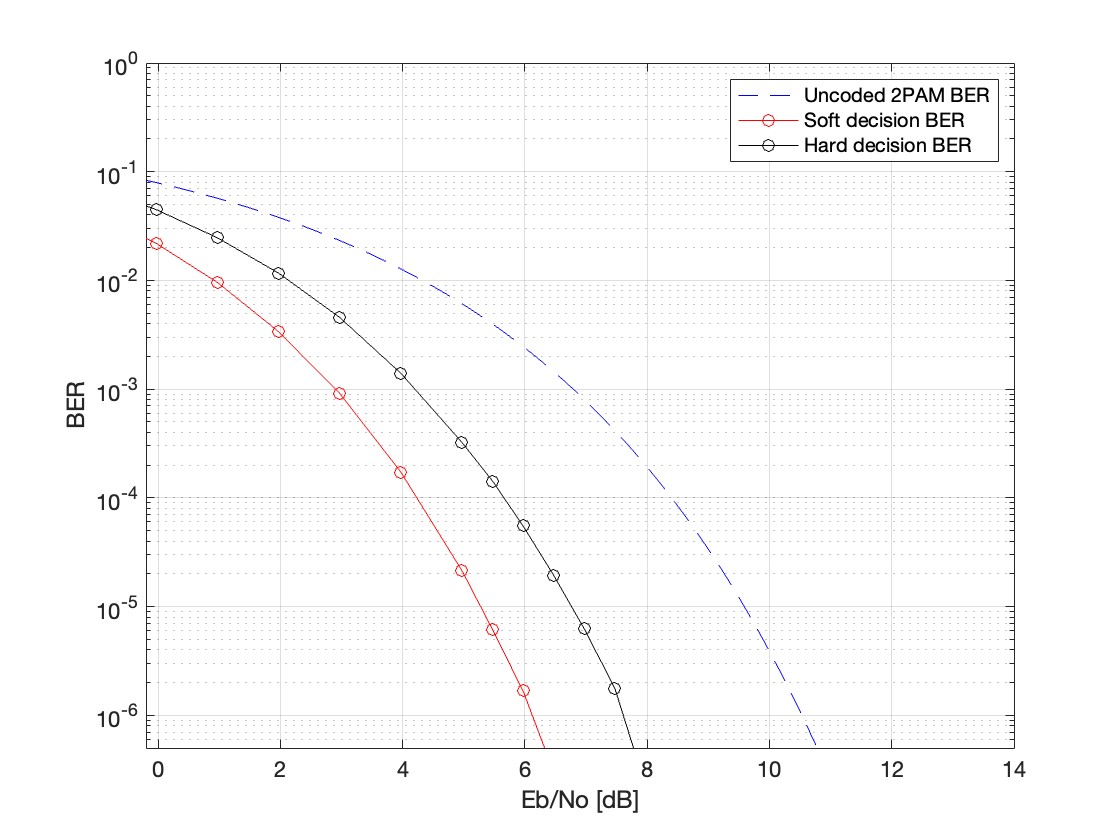 Uncoded 2PAM BER
Soft decision BER
Hard decision BER
10^0
10^-1
10^-2
10^-3
10^-4
10^-5
10^-6
BER
0 2 4 6 8 10 12 14
Eb/No [dB]